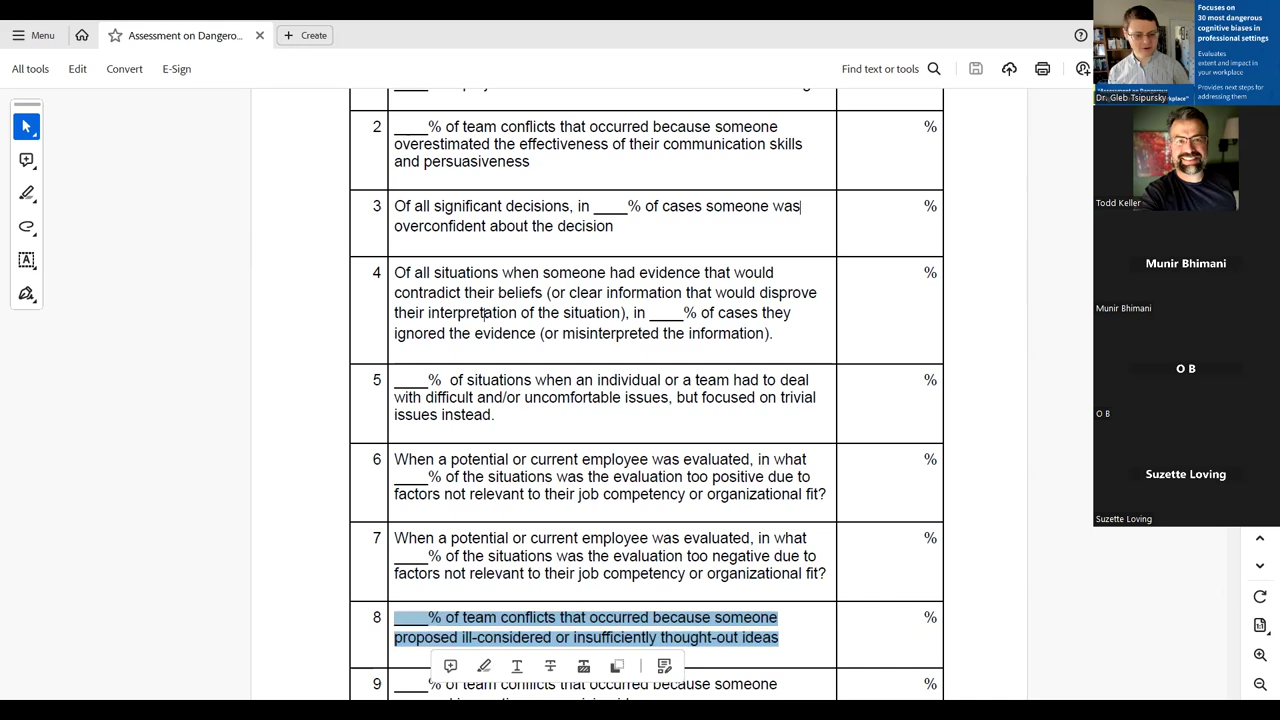 Menu
Assessment on Dangero...
Create
All tools
Edit
Convert
E-Sign
Find text or tools
2
____% of team conflicts that occurred because someone
overestimated the effectiveness of their communication skills
and persuasiveness
%
3
Of all significant decisions, in ____% of cases someone was
overconfident about the decision
%
4
Of all situations when someone had evidence that would
contradict their beliefs (or clear information that would disprove
their interpretation of the situation), in ____% of cases they
ignored the evidence (or misinterpreted the information).
%
5
____% of situations when an individual or a team had to deal
with difficult and/or uncomfortable issues, but focused on trivial
issues instead.
%
6
When a potential or current employee was evaluated, in what
____% of the situations was the evaluation too positive due to
factors not relevant to their job competency or organizational fit?
%
7
When a potential or current employee was evaluated, in what
____% of the situations was the evaluation too negative due to
factors not relevant to their job competency or organizational fit?
%
8
____% of team conflicts that occurred because someone
proposed ill-considered or insufficiently thought-out ideas
%
9
____% of team conflicts that occurred because someone
%
Focuses on
30 most dangerous
cognitive biases in
professional settings
Evaluates
extent and impact in
your workplace
Provides next steps for
addressing them
Dr. Gleb Tsipursky
Todd Keller
Munir Bhimani
Munir Bhimani
O B
O B
Suzette Loving
Suzette Loving